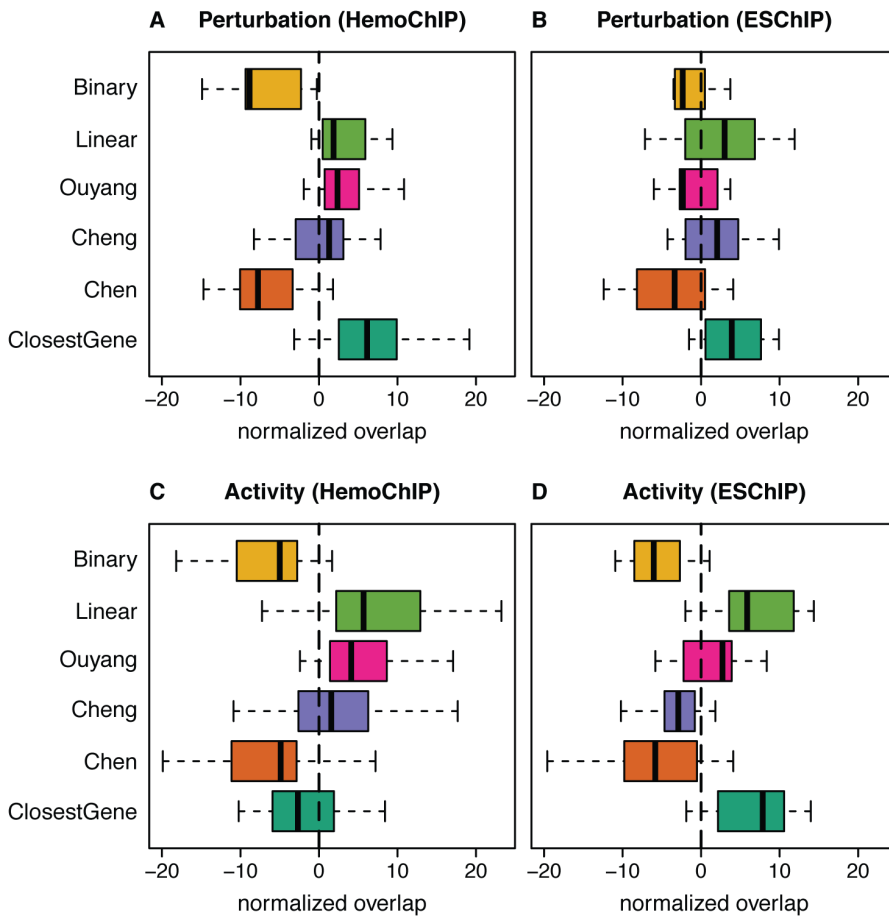 A Perturbation (HemoChIP)
B Perturbation (ESChIP)
Binary
Linear
Ouyang
Cheng
Chen
ClosestGene
−20 −10 0 10 20
normalized overlap
−20 −10 0 10 20
normalized overlap
C Activity (HemoChIP)
D Activity (ESChIP)
Binary
Linear
Ouyang
Cheng
Chen
ClosestGene
−20 −10 0 10 20
normalized overlap
−20 −10 0 10 20
normalized overlap